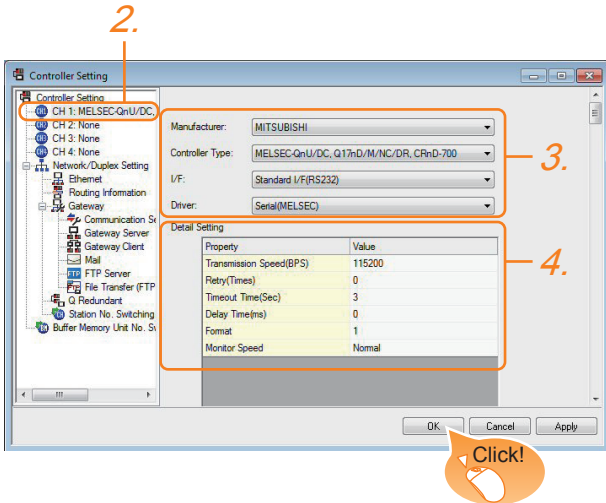 2.
Controller Setting
Controller Setting
CH 1: MELSEC-QnU/DC,
CH 2: None
CH 3: None
CH 4: None
Network/Duplex Setting
Ethernet
Routing Information
Gateway
Communication Se
Gateway Server
Gateway Client
Mail
FTP Server
File Transfer (FTP
Q Redundant
Station No. Switching
Buffer Memory Unit No. Sw
Manufacturer: MITSUBISHI
Controller Type: MELSEC-QnU/DC, Q17nD/M/NC/DR, CRnD-700
I/F: Standard I/F(RS232)
Driver: Serial(MELSEC)
3.
Detail Setting
Property Value
Transmission Speed(BPS) 115200
Retry(Times) 0
Timeout Time(Sec) 3
Delay Time(ms) 0
Format 1
Monitor Speed Normal
4.
OK Cancel Apply
Click!